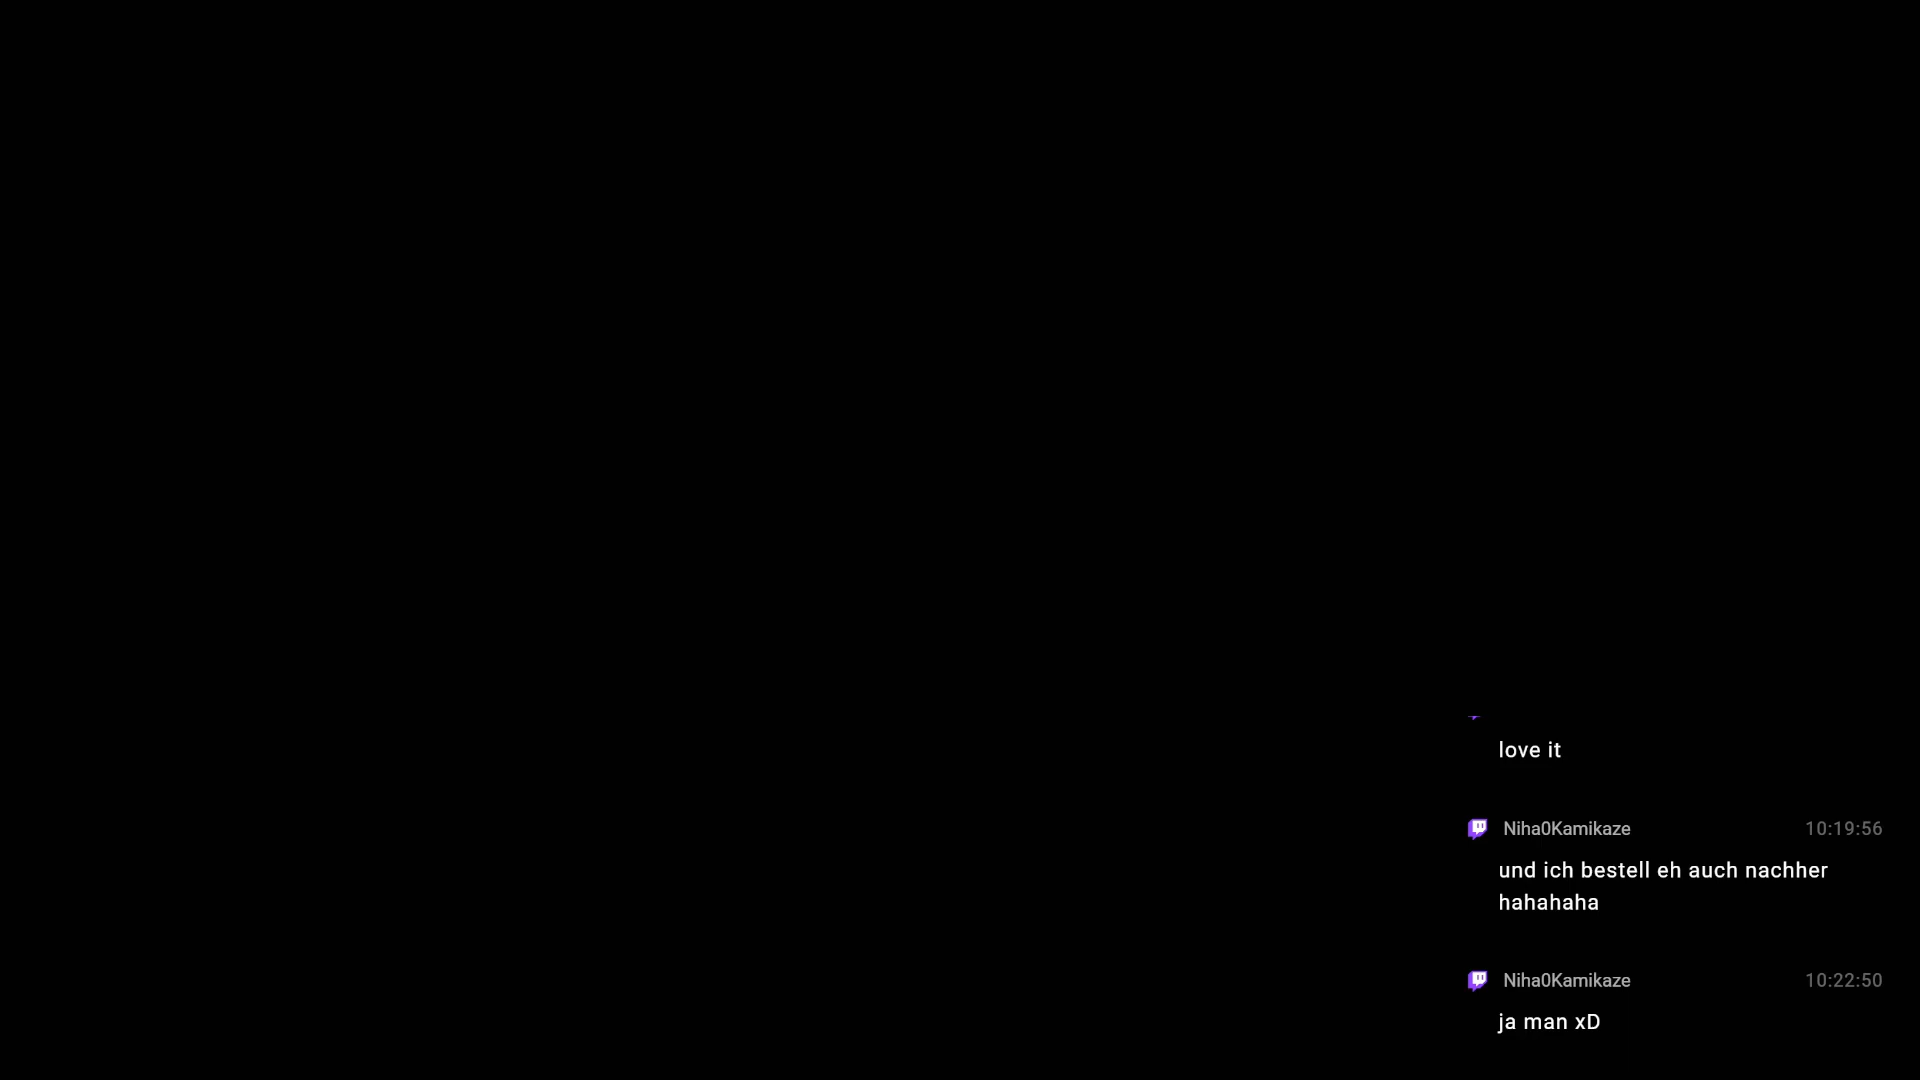 love it
Niha0Kamikaze 10:19:56
und ich bestell eh auch nachher
hahahaha
Niha0Kamikaze 10:22:50
ja man xD